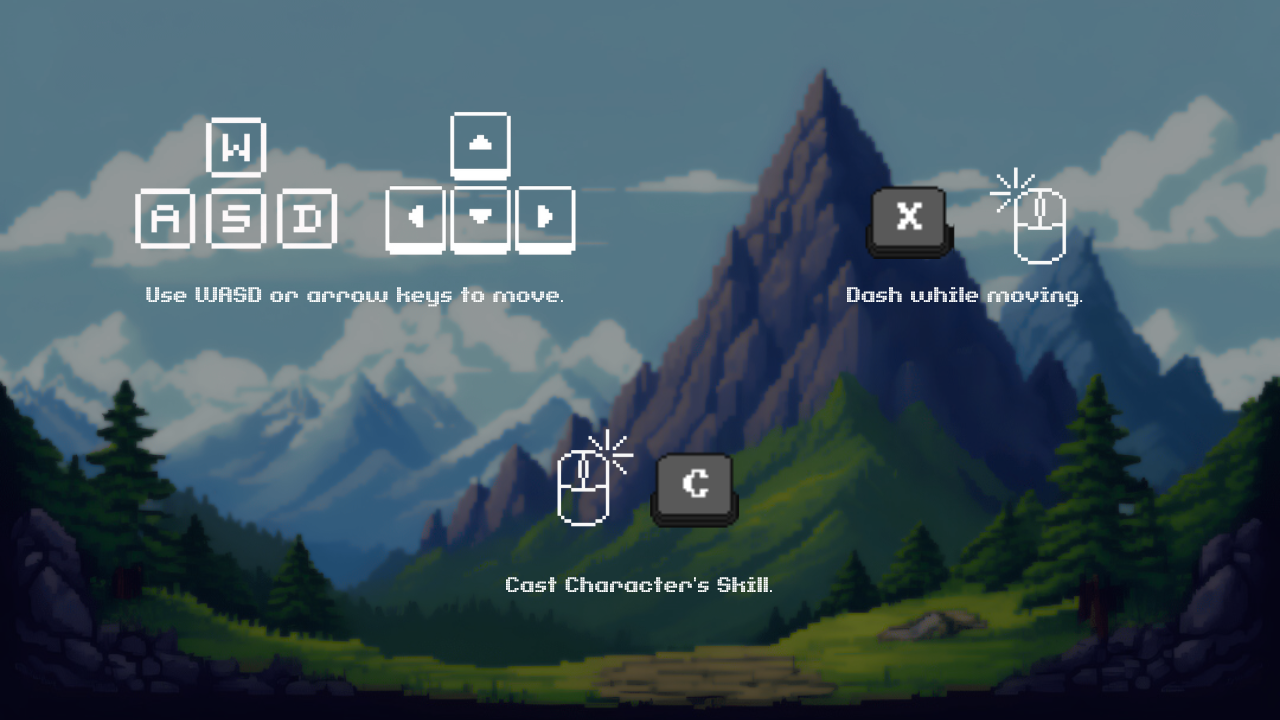 W
A S D
Use WASD or arrow keys to move.
X
Dash while moving.
C
Cast Character's Skill.